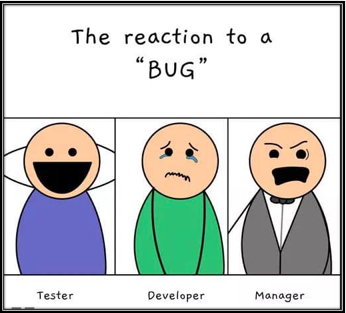 The reaction to a
“BUG”
Tester
Developer
Manager